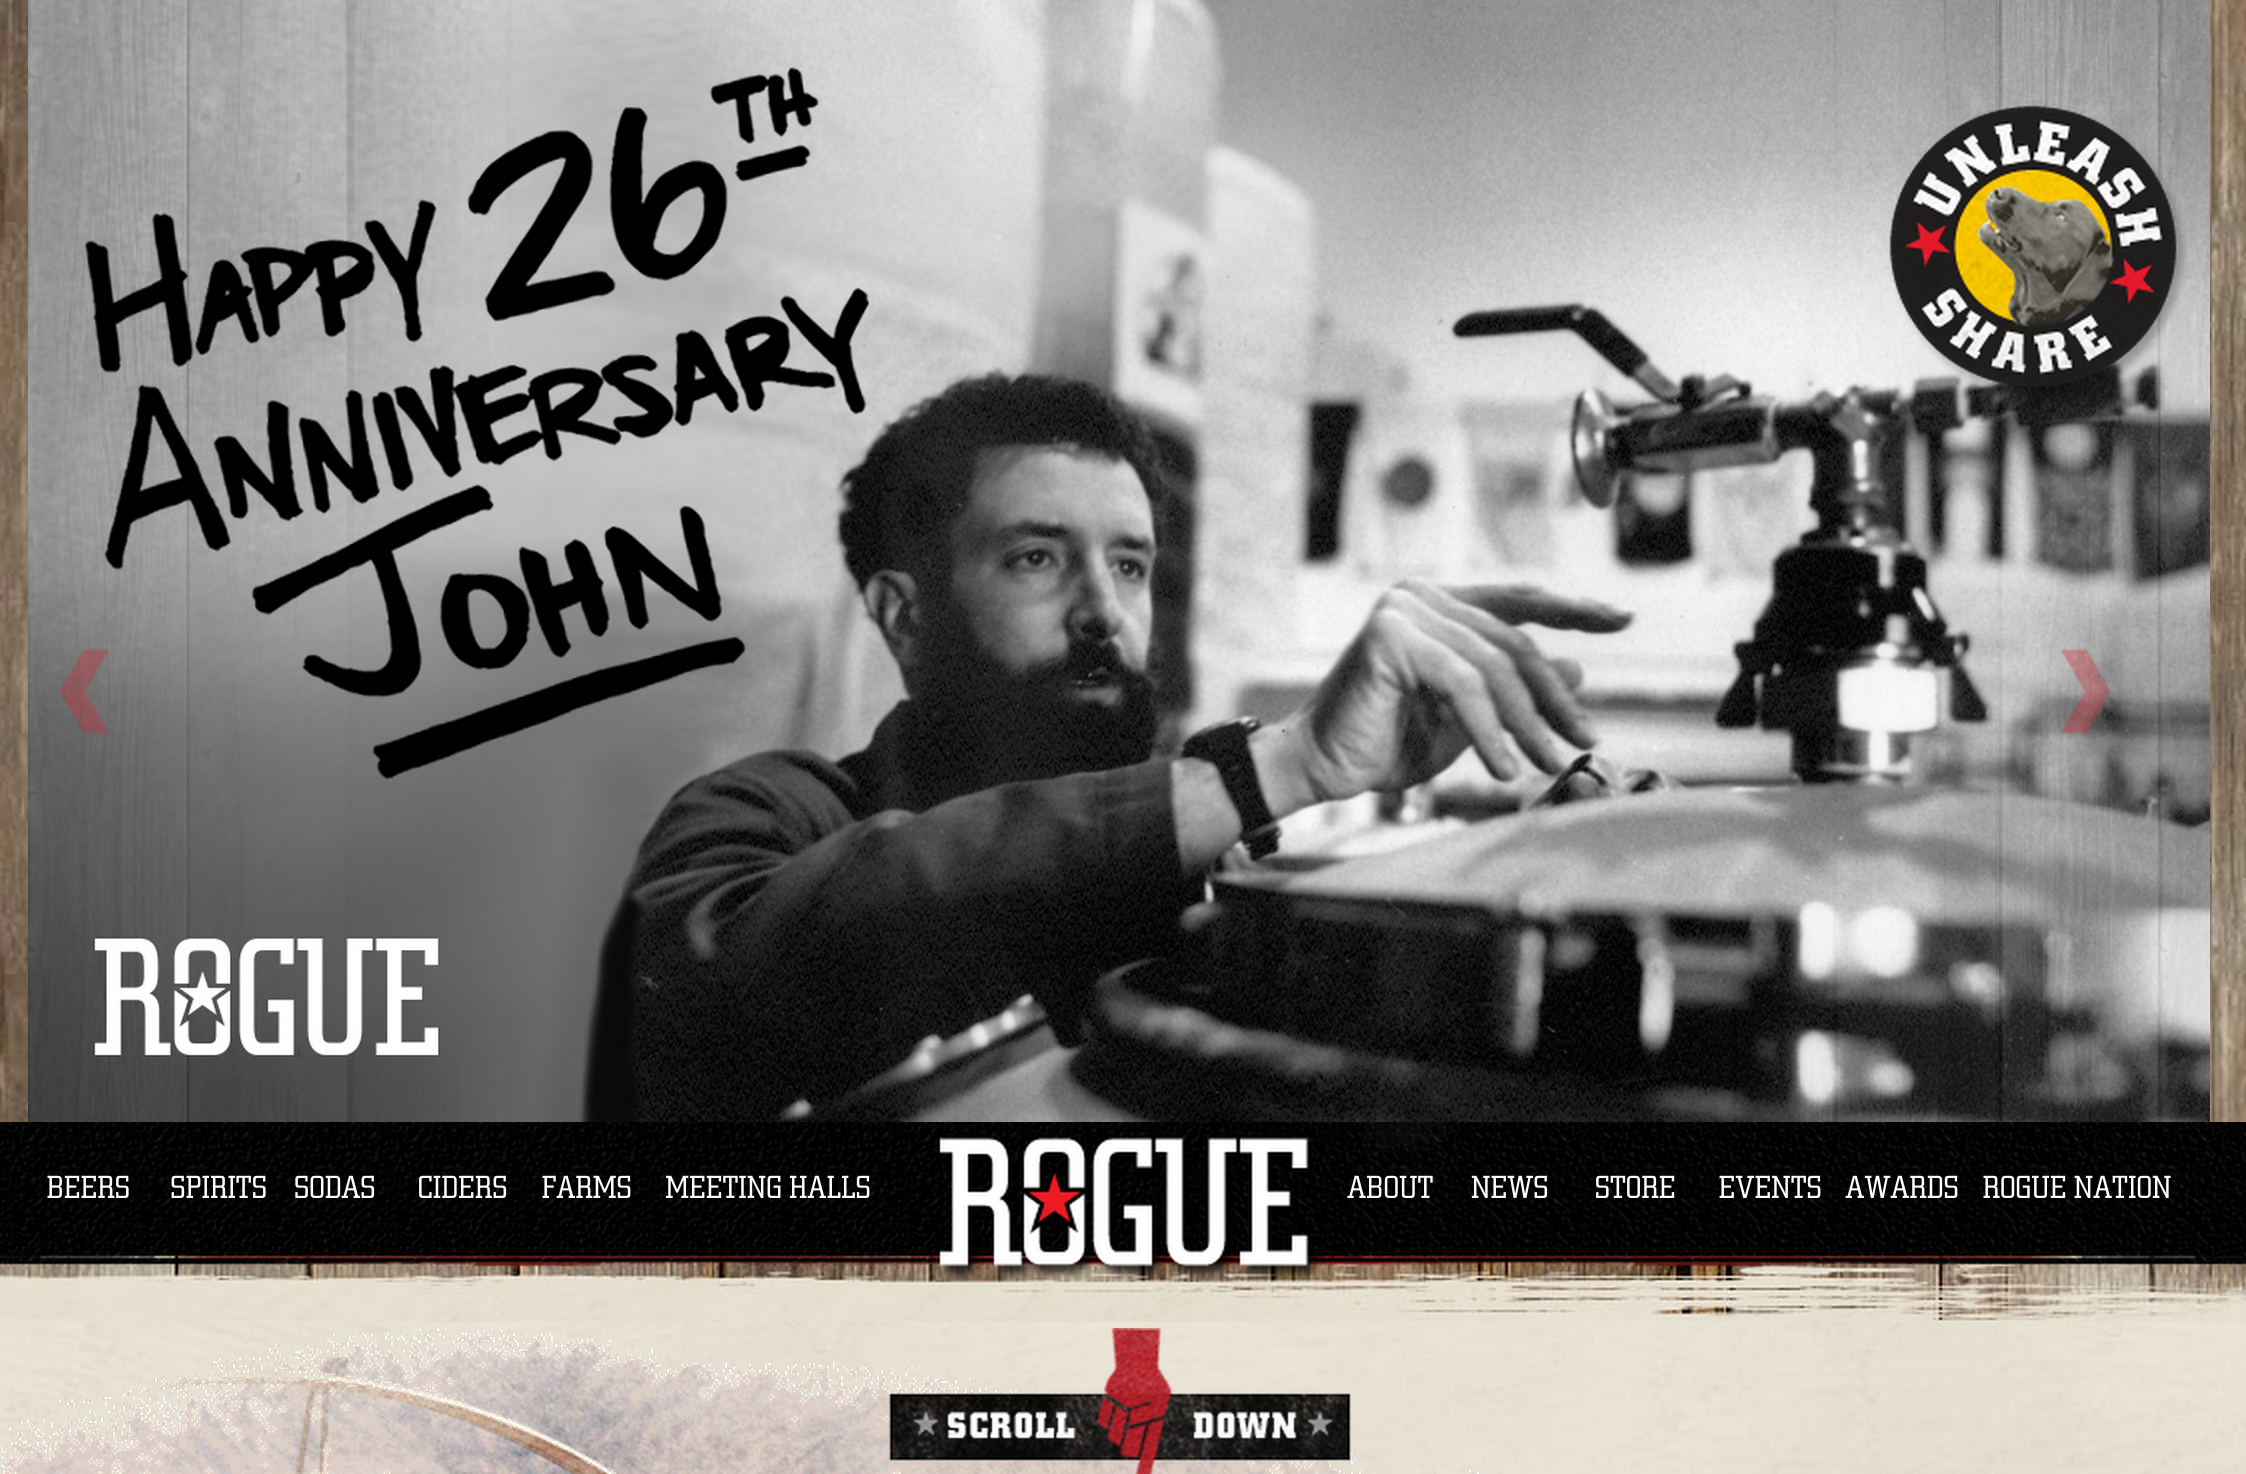 HAPPY 26TH
ANNIVERSARY
JOHN
UNLEASH
SHARE
ROGUE
BEERS SPIRITS SODAS CIDERS FARMS MEETING HALLS ROGUE ABOUT NEWS STORE EVENTS AWARDS ROGUE NATION
SCROLL DOWN